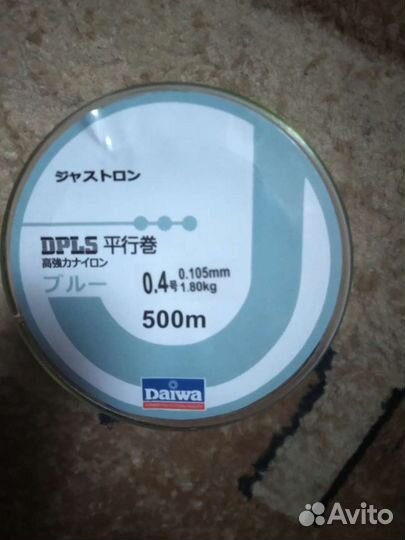 ジャストロン
DPLS 平行巻
高強力ナイロン
ブルー
0.4号 0.105mm
1.80kg
500m
Daiwa
Avito